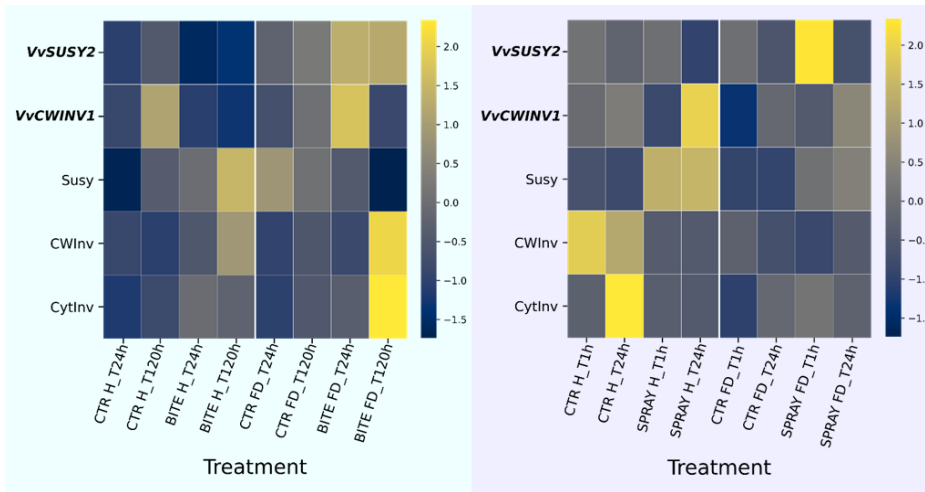 VvSUSY2
VvCWINV1
Susy
CWInv
CytInv
2.0
1.5
1.0
0.5
0.0
−0.5
−1.0
−1.5
CTR H_T24h
CTR H_T120h
BITE H_T24h
BITE H_T120h
CTR FD_T24h
CTR FD_T120h
BITE FD_T24h
BITE FD_T120h
Treatment
VvSUSY2
VvCWINV1
Susy
CWInv
CytInv
2.0
1.5
1.0
0.5
0.0
−0.
−1.
−1.
CTR H_T1h
CTR H_T24h
SPRAY H_T1h
SPRAY H_T24h
CTR FD_T1h
CTR FD_T24h
SPRAY FD_T1h
SPRAY FD_T24h
Treatment